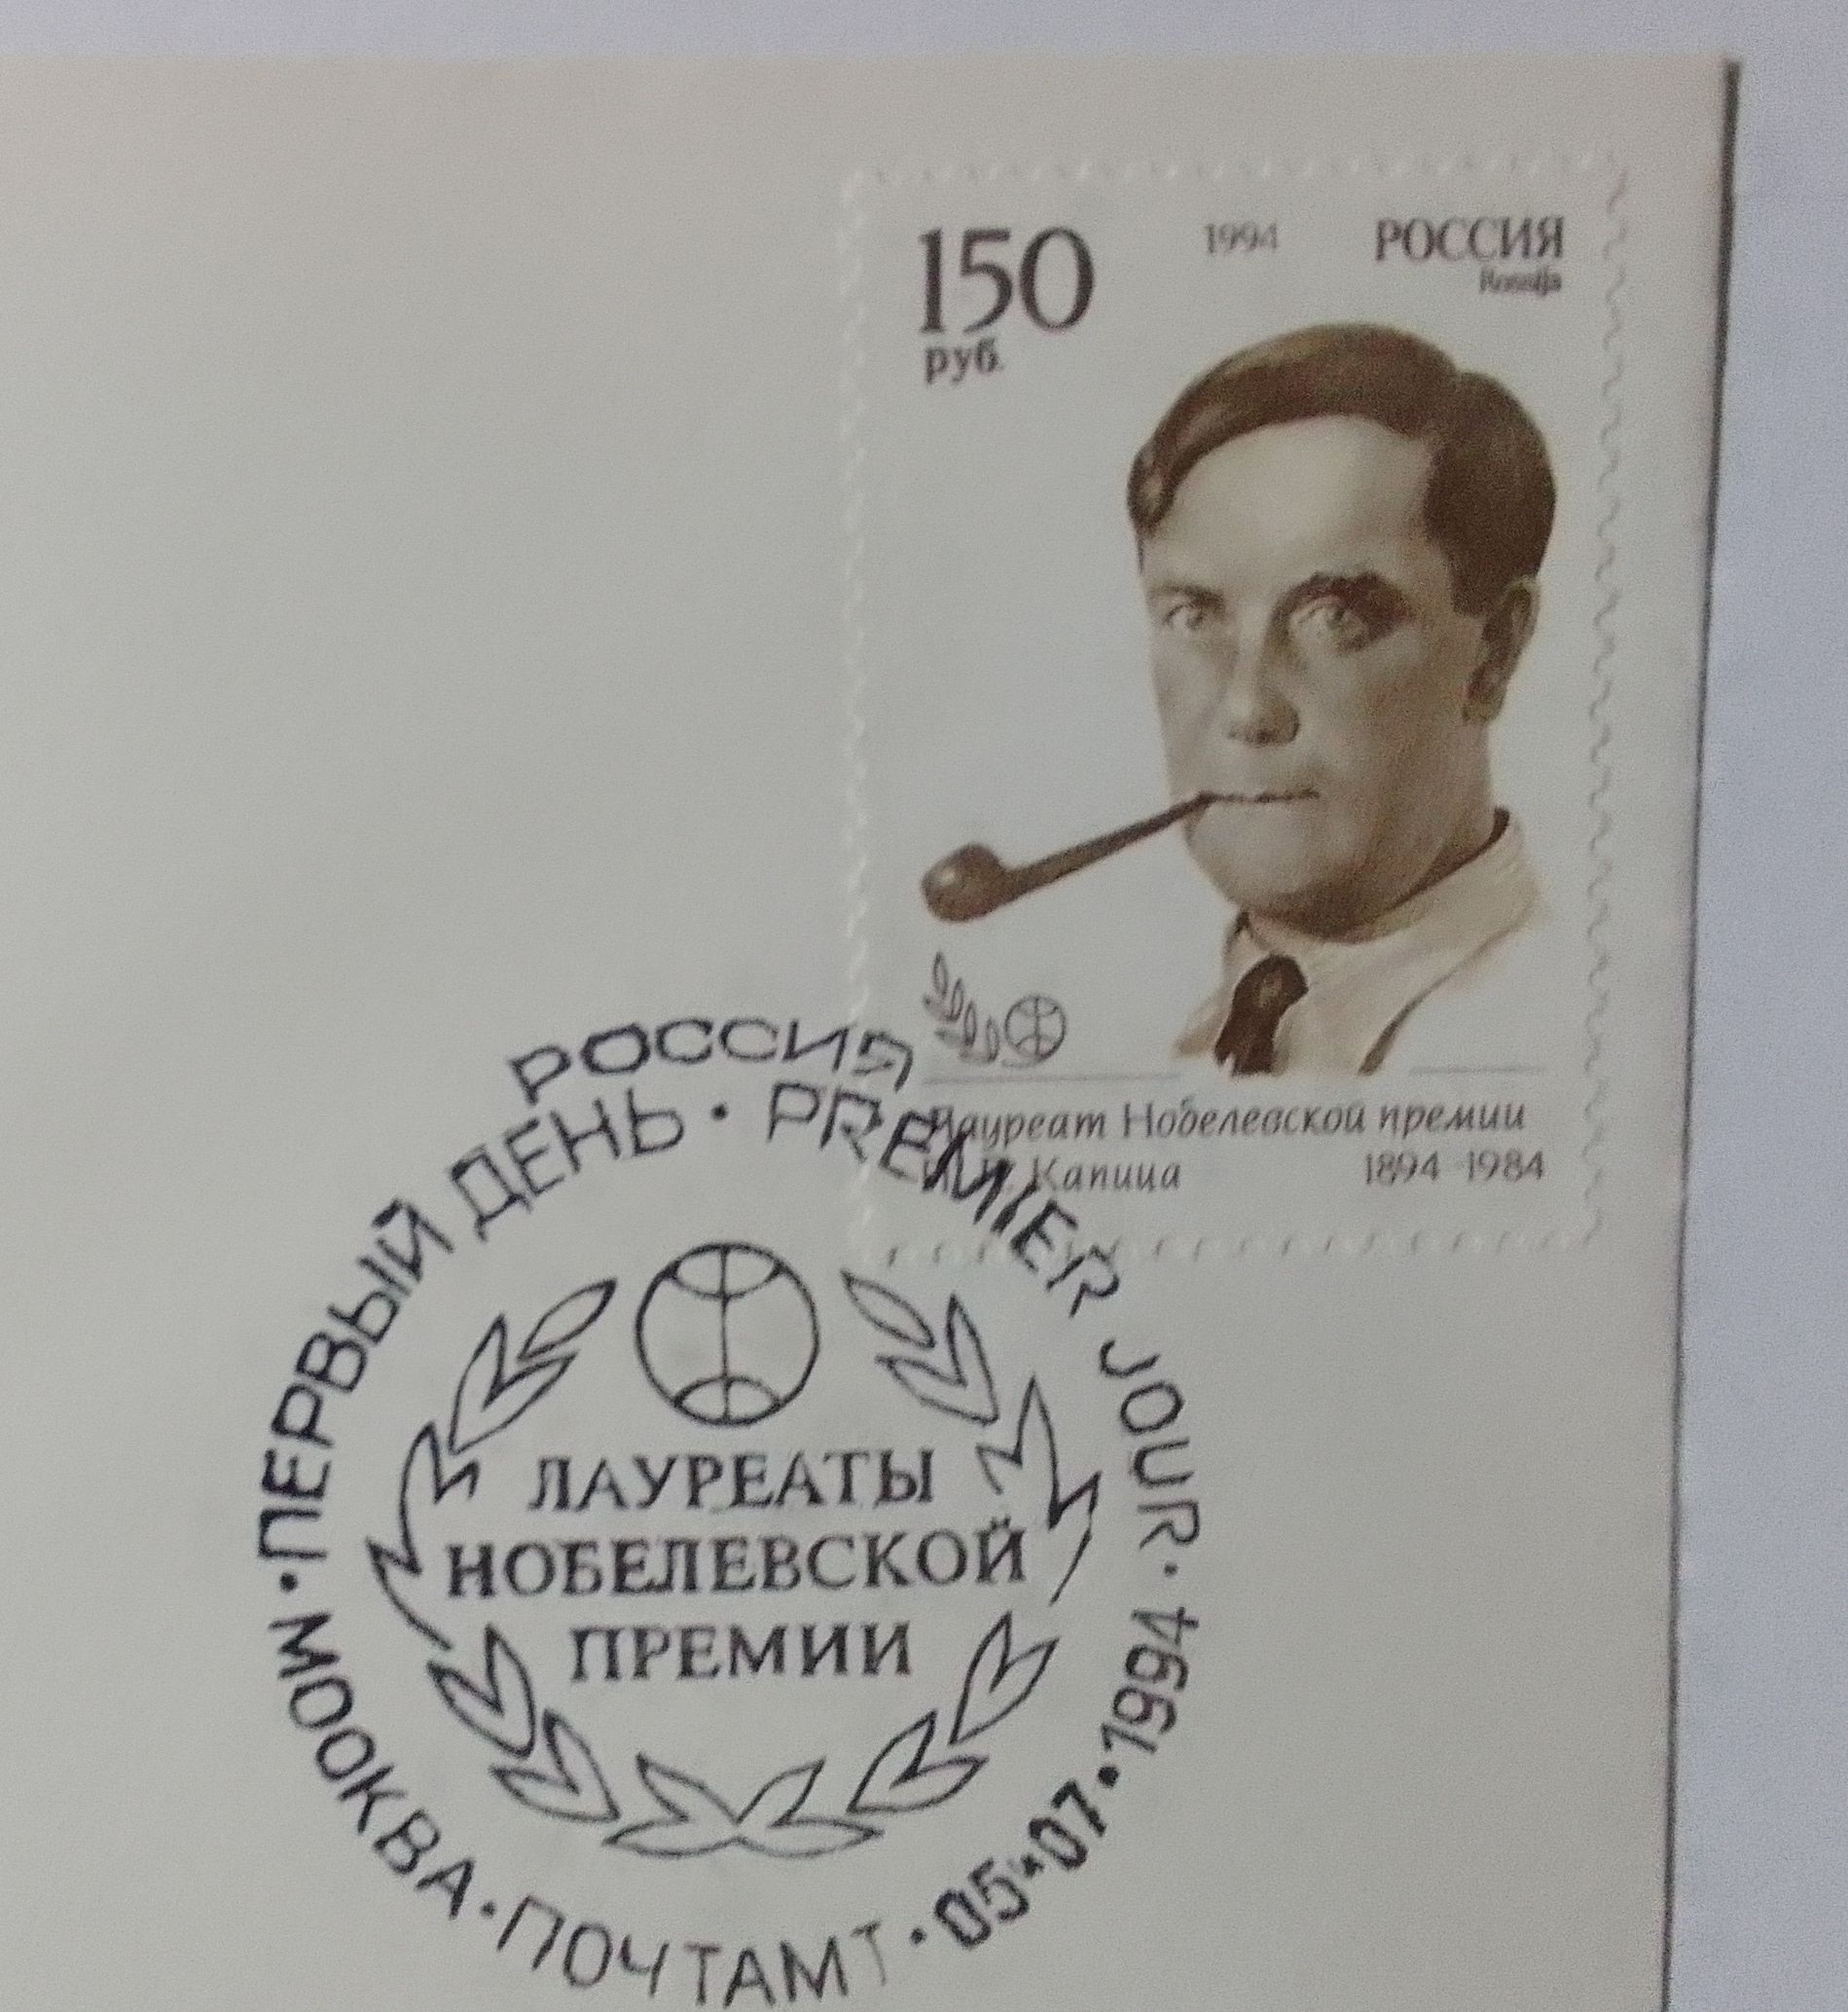 150
руб.
1994
РОССИЯ
Rossija
Лауреат Нобелевской премии
Капица
1894-1984
РОССИЯ
• ПЕРВЫЙ ДЕНЬ • PREMIER JOUR •
МОСКВА • ПОЧТАМТ • 05•07•1994
ЛАУРЕАТЫ
НОБЕЛЕВСКОЙ
ПРЕМИИ